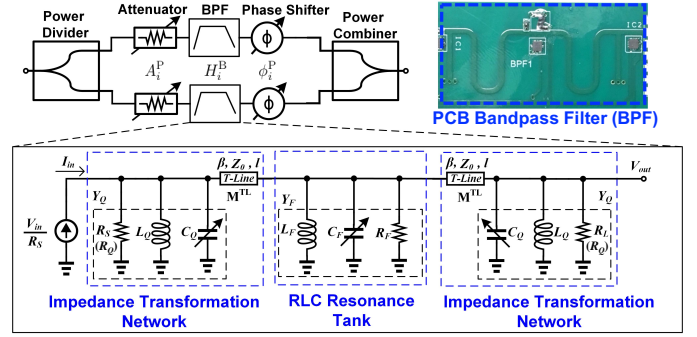 Power
Divider
Attenuator
BPF
Phase Shifter
Power
Combiner
A_i^P
H_i^B
ϕ_i^P
ϕ
ϕ
IC1
BPF1
IC2
PCB Bandpass Filter (BPF)
I_in
V_in
R_S
Y_Q
R_S
(R_Q)
L_Q
C_Q
β, Z_0, l
T-Line
M^TL
Y_F
L_F
C_F
R_F
β, Z_0, l
T-Line
M^TL
Y_Q
C_Q
L_Q
R_L
(R_Q)
V_out
Impedance Transformation
Network
RLC Resonance
Tank
Impedance Transformation
Network